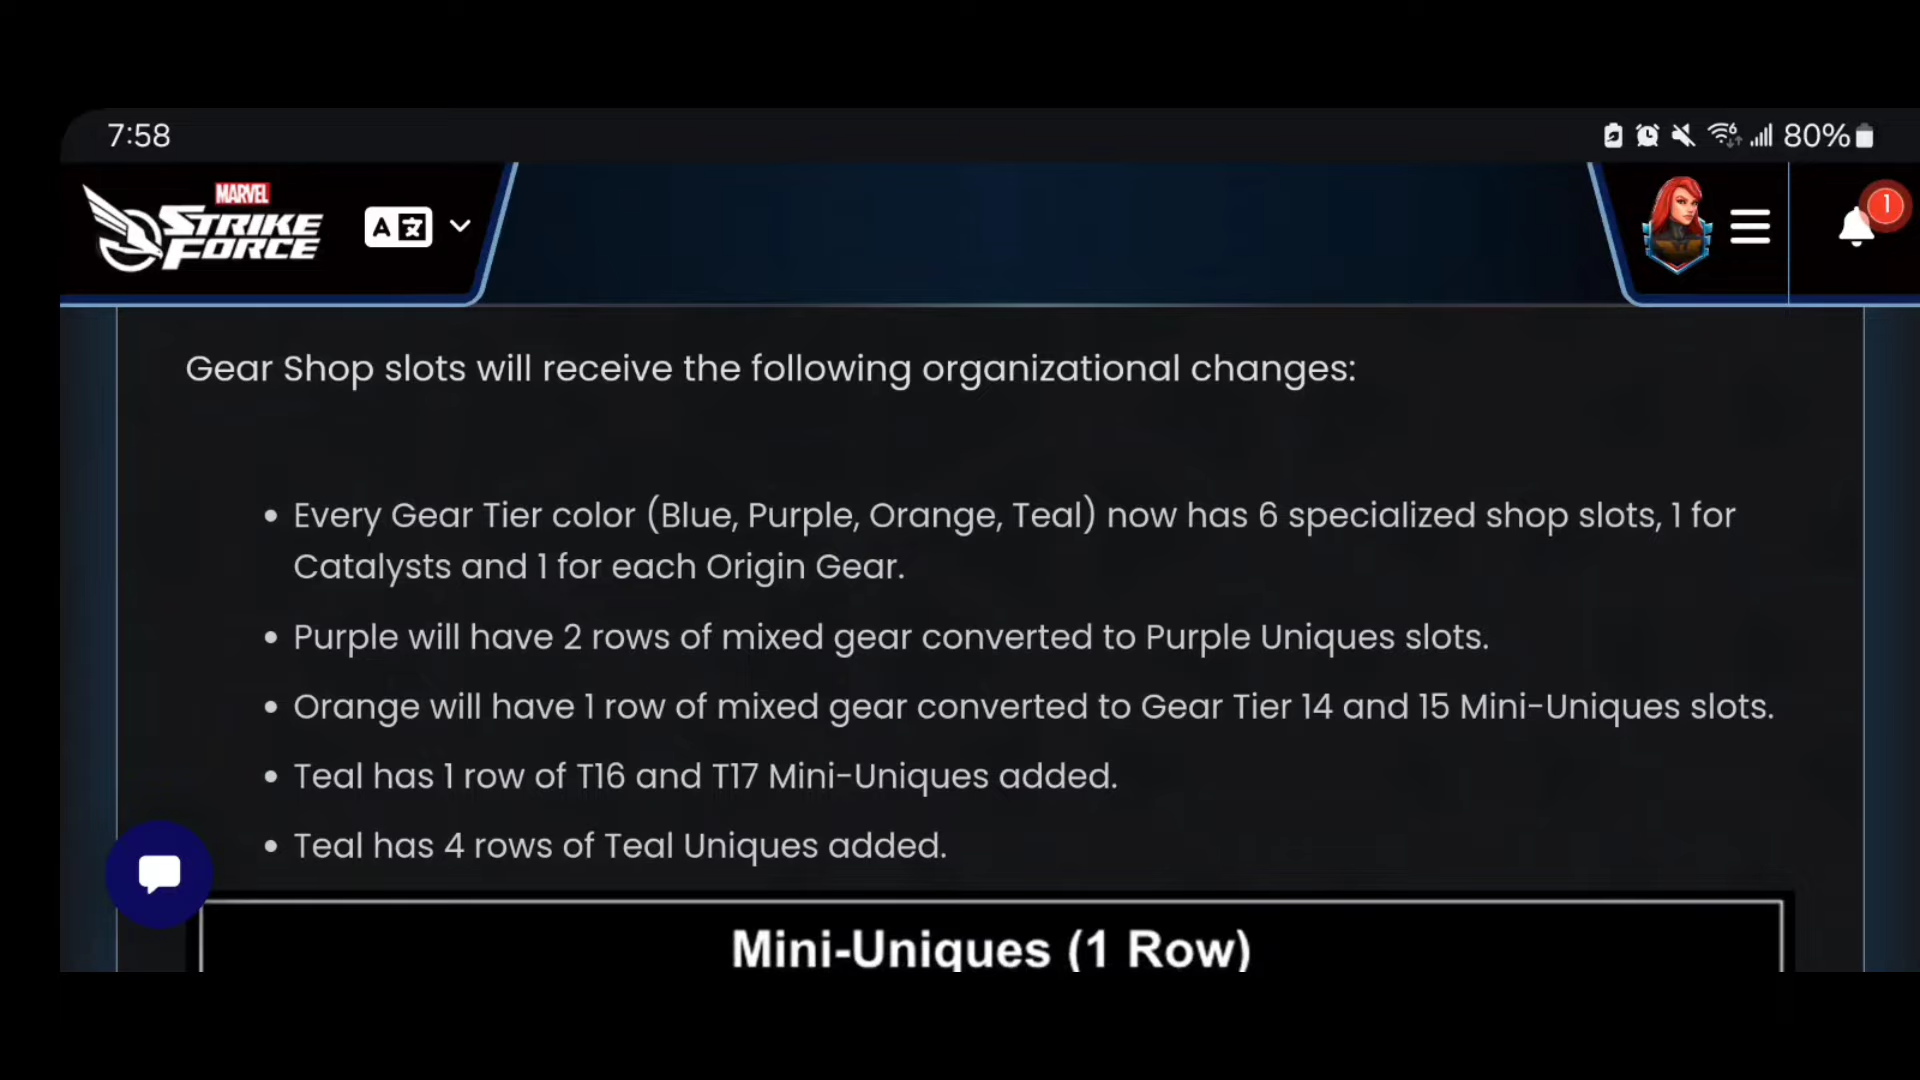 7:58
80%
MARVEL
STRIKE
FORCE
A 文
1
Gear Shop slots will receive the following organizational changes:
• Every Gear Tier color (Blue, Purple, Orange, Teal) now has 6 specialized shop slots, 1 for
Catalysts and 1 for each Origin Gear.
• Purple will have 2 rows of mixed gear converted to Purple Uniques slots.
• Orange will have 1 row of mixed gear converted to Gear Tier 14 and 15 Mini-Uniques slots.
• Teal has 1 row of T16 and T17 Mini-Uniques added.
• Teal has 4 rows of Teal Uniques added.
Mini-Uniques (1 Row)